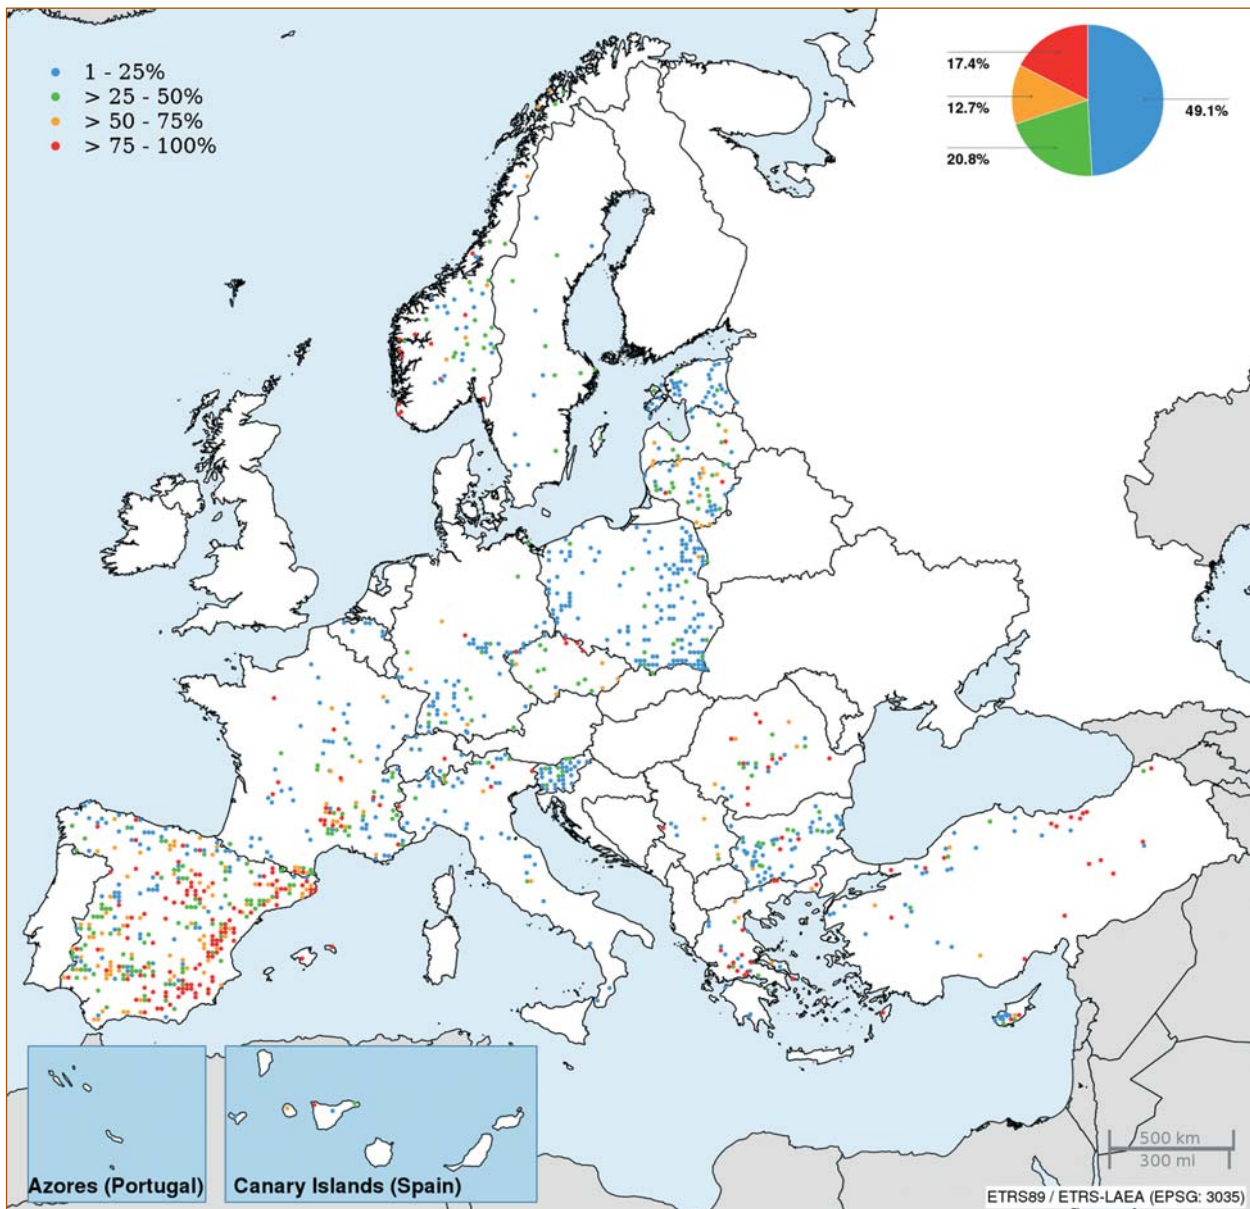 1 - 25%
> 25 - 50%
> 50 - 75%
> 75 - 100%
17.4%
12.7%
49.1%
20.8%
Azores (Portugal)
Canary Islands (Spain)
500 km
300 mi
ETRS89 / ETRS-LAEA (EPSG: 3035)